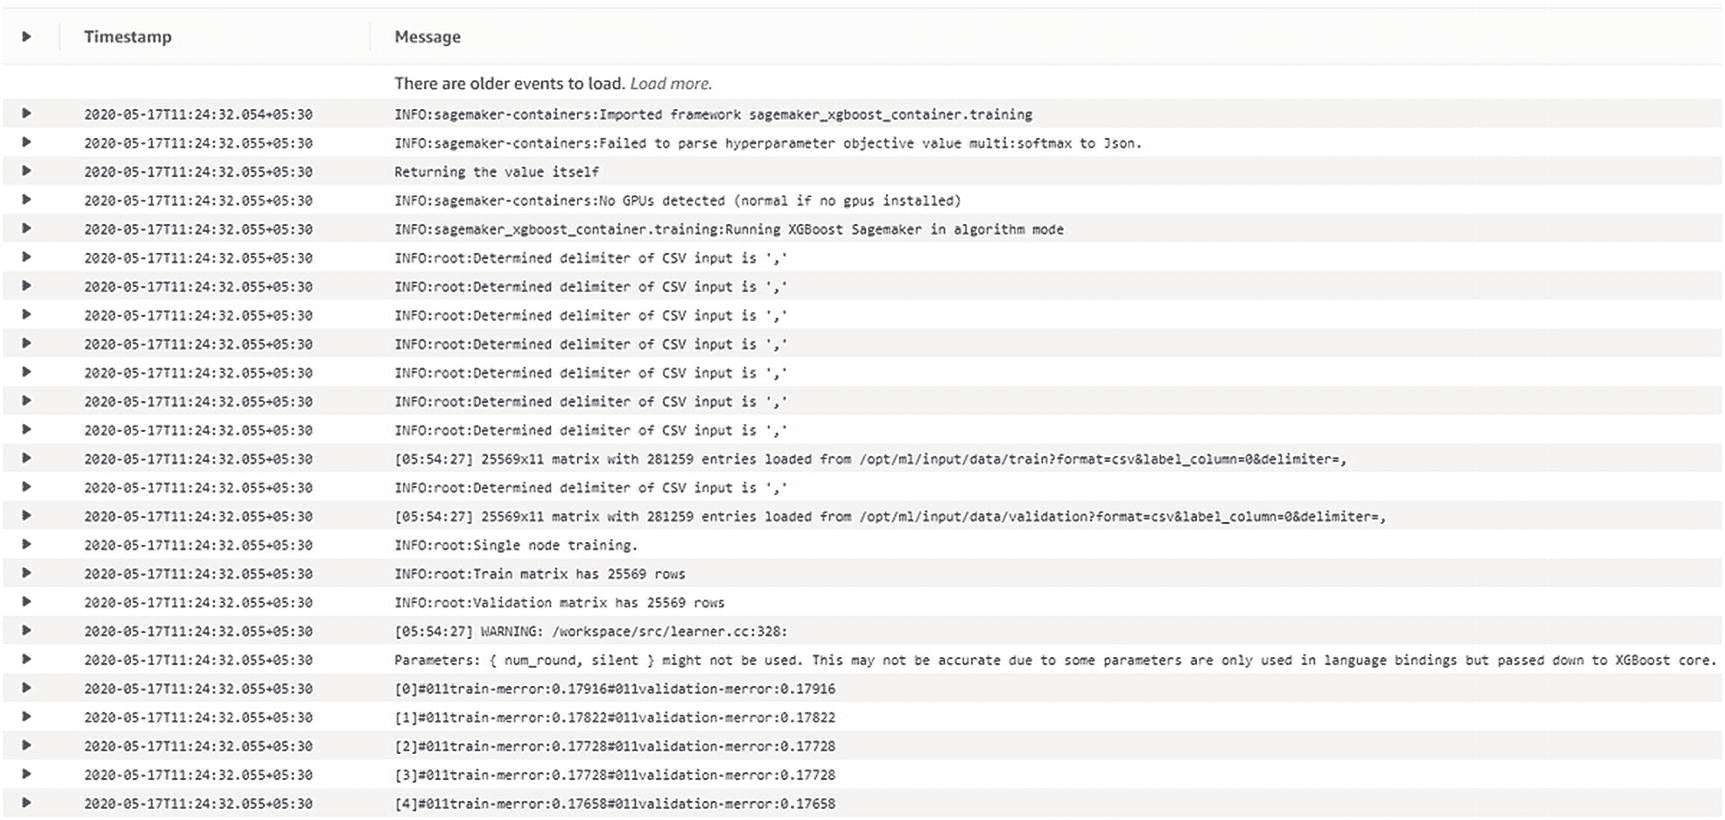 Timestamp Message
There are older events to load. Load more.
2020-05-17T11:24:32.054+05:30 INFO:sagemaker-containers:Imported framework sagemaker_xgboost_container.training
2020-05-17T11:24:32.055+05:30 INFO:sagemaker-containers:Failed to parse hyperparameter objective value multi:softmax to Json.
2020-05-17T11:24:32.055+05:30 Returning the value itself
2020-05-17T11:24:32.055+05:30 INFO:sagemaker-containers:No GPUs detected (normal if no gpus installed)
2020-05-17T11:24:32.055+05:30 INFO:sagemaker_xgboost_container.training:Running XGBoost Sagemaker in algorithm mode
2020-05-17T11:24:32.055+05:30 INFO:root:Determined delimiter of CSV input is ','
2020-05-17T11:24:32.055+05:30 INFO:root:Determined delimiter of CSV input is ','
2020-05-17T11:24:32.055+05:30 INFO:root:Determined delimiter of CSV input is ','
2020-05-17T11:24:32.055+05:30 INFO:root:Determined delimiter of CSV input is ','
2020-05-17T11:24:32.055+05:30 INFO:root:Determined delimiter of CSV input is ','
2020-05-17T11:24:32.055+05:30 INFO:root:Determined delimiter of CSV input is ','
2020-05-17T11:24:32.055+05:30 INFO:root:Determined delimiter of CSV input is ','
2020-05-17T11:24:32.055+05:30 [05:54:27] 25569x11 matrix with 281259 entries loaded from /opt/ml/input/data/train?format=csv&label_column=0&delimiter=,
2020-05-17T11:24:32.055+05:30 INFO:root:Determined delimiter of CSV input is ','
2020-05-17T11:24:32.055+05:30 [05:54:27] 25569x11 matrix with 281259 entries loaded from /opt/ml/input/data/validation?format=csv&label_column=0&delimiter=,
2020-05-17T11:24:32.055+05:30 INFO:root:Single node training.
2020-05-17T11:24:32.055+05:30 INFO:root:Train matrix has 25569 rows
2020-05-17T11:24:32.055+05:30 INFO:root:Validation matrix has 25569 rows
2020-05-17T11:24:32.055+05:30 [05:54:27] WARNING: /workspace/src/learner.cc:328:
2020-05-17T11:24:32.055+05:30 Parameters: { num_round, silent } might not be used. This may not be accurate due to some parameters are only used in language bindings but passed down to XGBoost core.
2020-05-17T11:24:32.055+05:30 [0]#011train-merror:0.17916#011validation-merror:0.17916
2020-05-17T11:24:32.055+05:30 [1]#011train-merror:0.17822#011validation-merror:0.17822
2020-05-17T11:24:32.055+05:30 [2]#011train-merror:0.17728#011validation-merror:0.17728
2020-05-17T11:24:32.055+05:30 [3]#011train-merror:0.17728#011validation-merror:0.17728
2020-05-17T11:24:32.055+05:30 [4]#011train-merror:0.17658#011validation-merror:0.17658